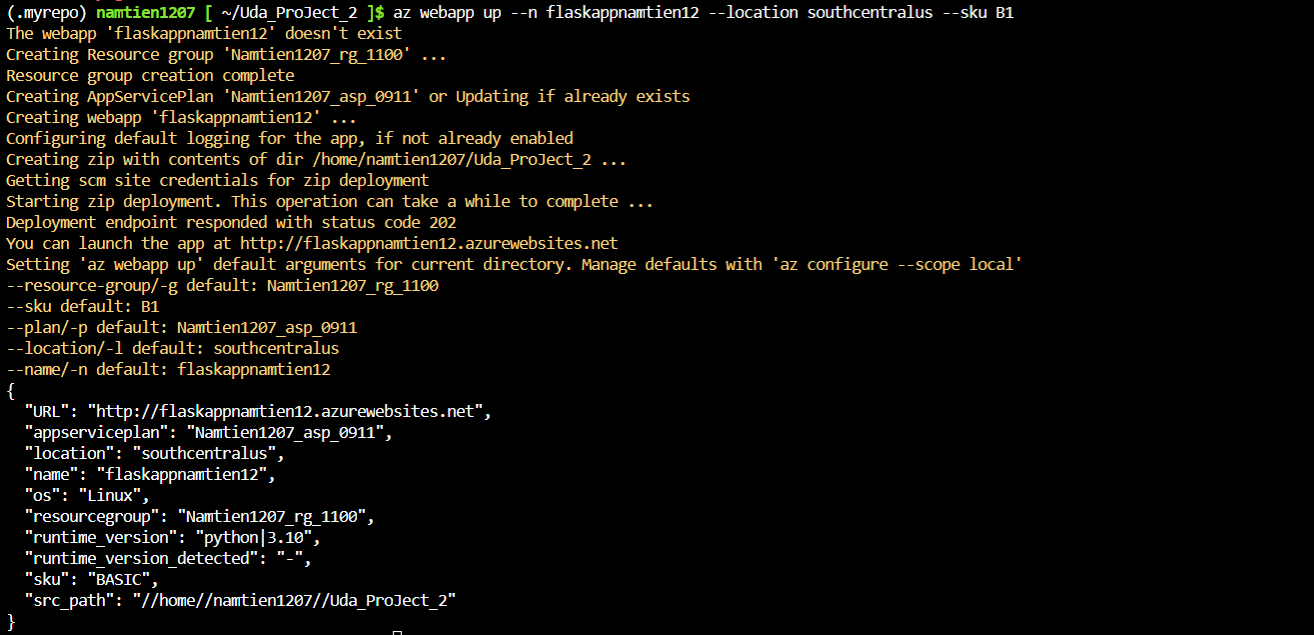 (.myrepo) namtien1207 [ ~/Uda_ProJect_2 ]$ az webapp up --n flaskappnamtien12 --location southcentralus --sku B1
The webapp 'flaskappnamtien12' doesn't exist
Creating Resource group 'Namtien1207_rg_1100' ...
Resource group creation complete
Creating AppServicePlan 'Namtien1207_asp_0911' or Updating if already exists
Creating webapp 'flaskappnamtien12' ...
Configuring default logging for the app, if not already enabled
Creating zip with contents of dir /home/namtien1207/Uda_ProJect_2 ...
Getting scm site credentials for zip deployment
Starting zip deployment. This operation can take a while to complete ...
Deployment endpoint responded with status code 202
You can launch the app at http://flaskappnamtien12.azurewebsites.net
Setting 'az webapp up' default arguments for current directory. Manage defaults with 'az configure --scope local'
--resource-group/-g default: Namtien1207_rg_1100
--sku default: B1
--plan/-p default: Namtien1207_asp_0911
--location/-l default: southcentralus
--name/-n default: flaskappnamtien12
{
  "URL": "http://flaskappnamtien12.azurewebsites.net",
  "appserviceplan": "Namtien1207_asp_0911",
  "location": "southcentralus",
  "name": "flaskappnamtien12",
  "os": "Linux",
  "resourcegroup": "Namtien1207_rg_1100",
  "runtime_version": "python|3.10",
  "runtime_version_detected": "-",
  "sku": "BASIC",
  "src_path": "//home//namtien1207//Uda_ProJect_2"
}